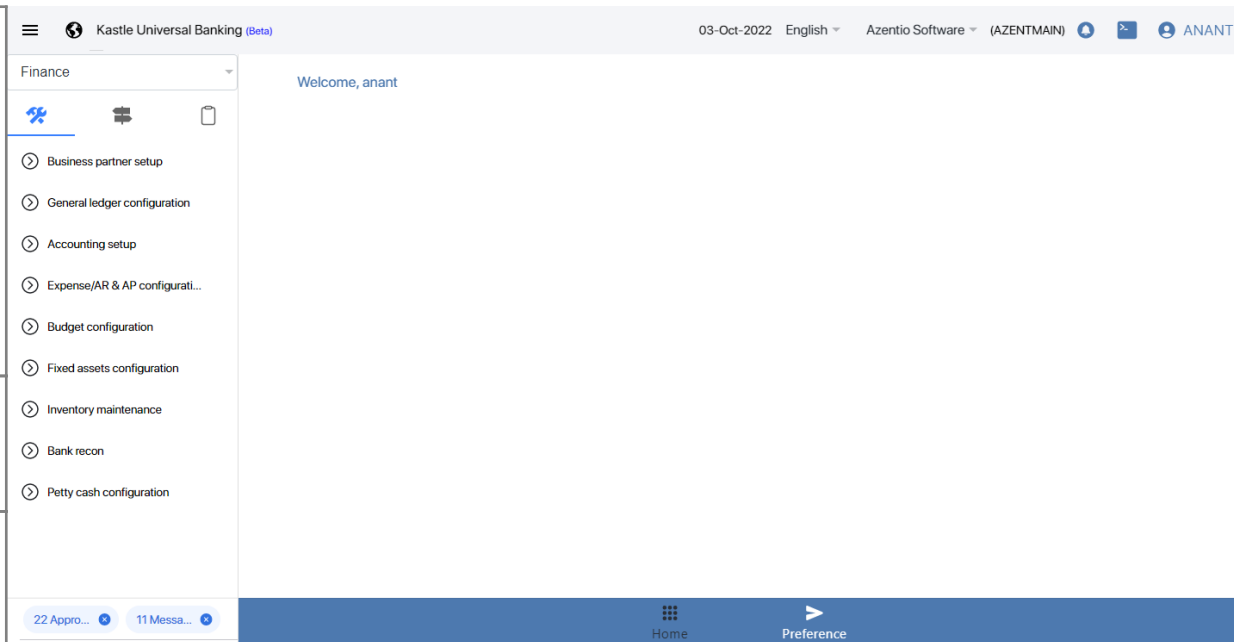 Kastle Universal Banking (Beta) 03-Oct-2022 English Azentio Software (AZENTMAIN) >_ ANANT
Finance
Welcome, anant
Business partner setup
General ledger configuration
Accounting setup
Expense/AR & AP configurati...
Budget configuration
Fixed assets configuration
Inventory maintenance
Bank recon
Petty cash configuration
22 Appro... 11 Messa...
Home Preference